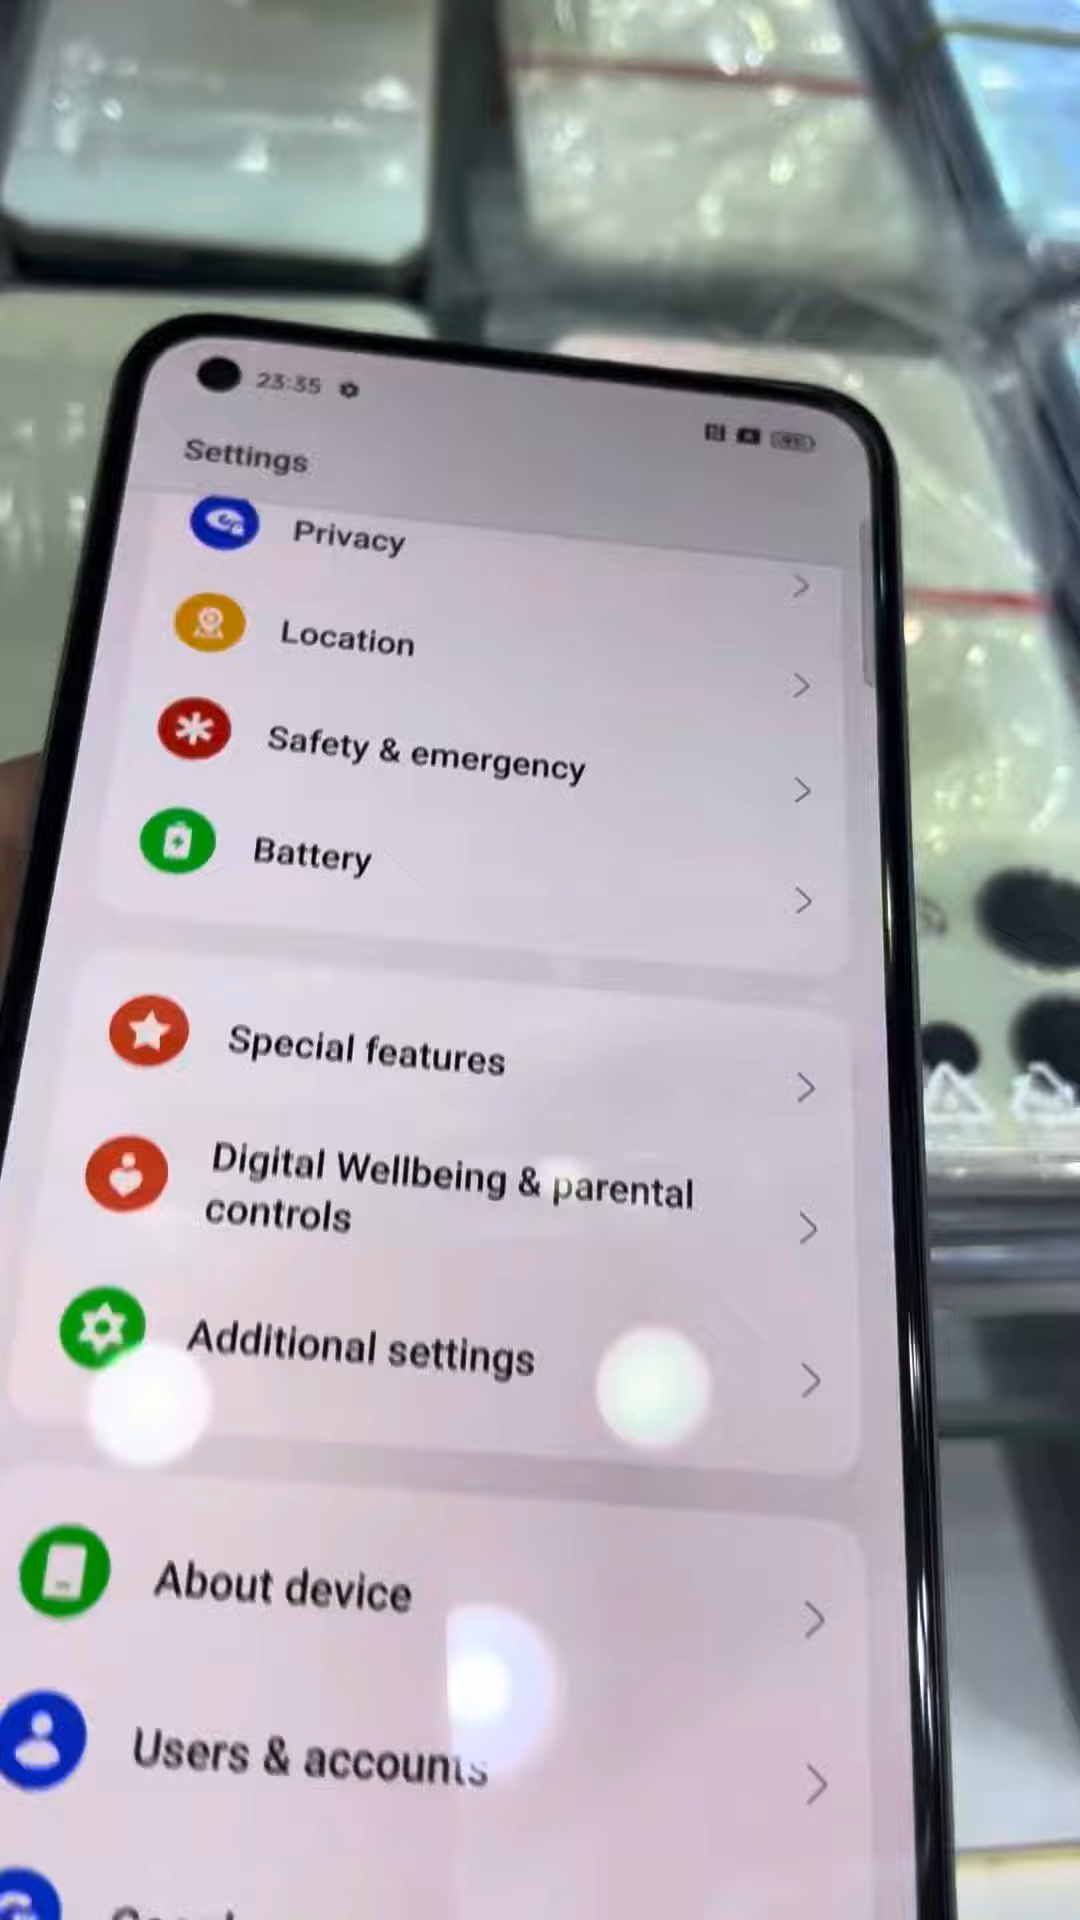 23:35
Settings
Privacy
Location
Safety & emergency
Battery
Special features
Digital Wellbeing & parental
controls
Additional settings
About device
Users & accounts